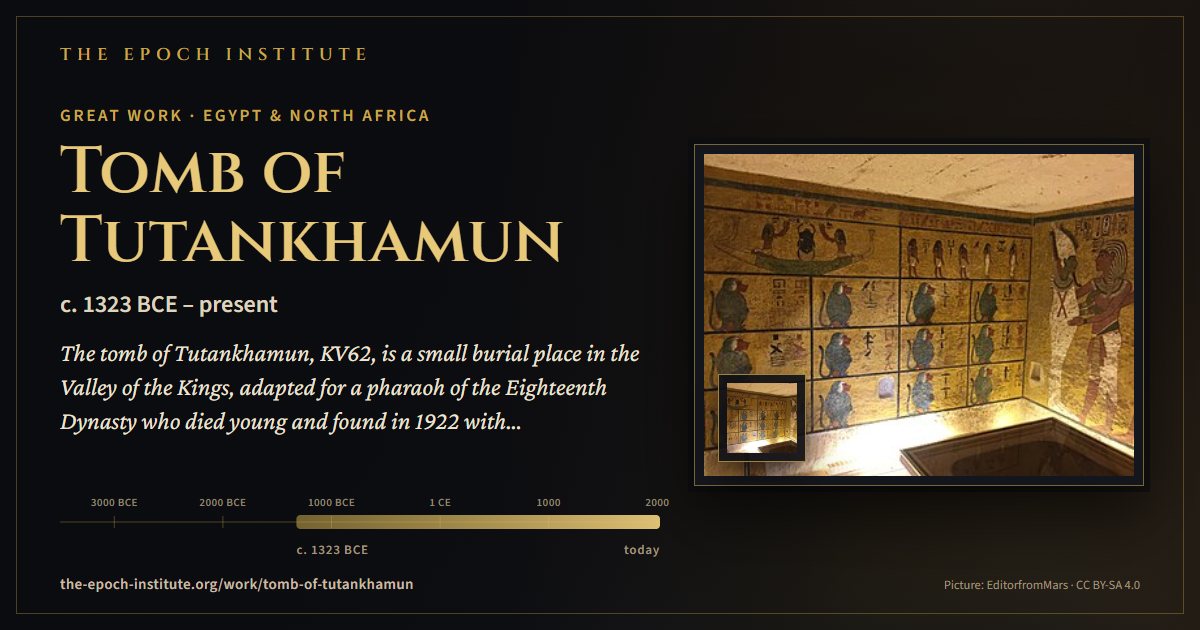 THE EPOCH INSTITUTE
GREAT WORK · EGYPT & NORTH AFRICA
TOMB OF
TUTANKHAMUN
c. 1323 BCE – present
The tomb of Tutankhamun, KV62, is a small burial place in the
Valley of the Kings, adapted for a pharaoh of the Eighteenth
Dynasty who died young and found in 1922 with...
3000 BCE 2000 BCE 1000 BCE 1 CE 1000 2000
c. 1323 BCE today
the-epoch-institute.org/work/tomb-of-tutankhamun
Picture: EditorfromMars · CC BY-SA 4.0